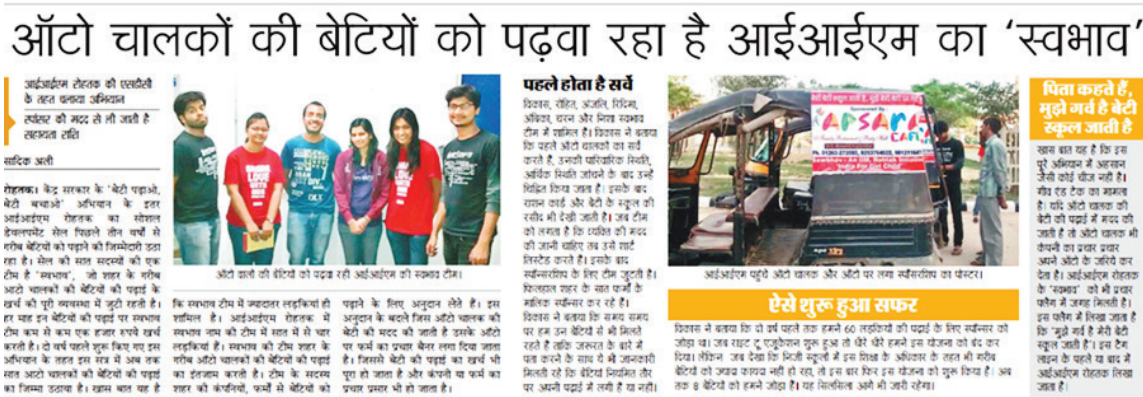 ऑटो चालकों की बेटियों को पढ़वा रहा है आईआईएम का ‘स्वभाव’
आईआईएम रोहतक की एसडीसी
के तहत चलाया अभियान
स्पांसर की मदद से ली जाती है
सहायता राशि
सादिक अली
रोहतक। केंद्र सरकार के ‘बेटी पढ़ाओ,
बेटी बचाओ’ अभियान के इतर
आईआईएम रोहतक का सोशल
डेवलपमेंट सेल पिछले तीन वर्षों से
गरीब बेटियों को पढ़ाने की जिम्मेदारी उठा
रहा है। सेल की सात सदस्यों की एक
टीम है ‘स्वभाव’, जो शहर के गरीब
आटो चालकों की बेटियों की पढ़ाई के
खर्च की पूरी व्यवस्था में जुटी रहती है।
हर माह इन बेटियों की पढ़ाई पर स्वभाव
टीम कम से कम एक हजार रुपये खर्च
करती है। दो वर्ष पहले शुरू किए गए इस
अभियान के तहत इस सत्र में अब तक
सात आटो चालकों की बेटियों की पढ़ाई
का जिम्मा उठाया है। खास बात यह है
ऑटो वालों की बेटियों को पढ़वा रही आईआईएम की स्वभाव टीम।
कि स्वभाव टीम में ज्यादातर लड़कियां ही
शामिल है। आईआईएम रोहतक में
स्वभाव नाम की टीम में सात में से चार
लड़कियां हैं। स्वभाव की टीम शहर के
गरीब ऑटो चालकों की बेटियों की पढ़ाई
का इंतजाम करती है। टीम के सदस्य
शहर की कंपनियों, फर्मों से बेटियों को
पढ़ाने के लिए अनुदान लेते हैं। इस
अनुदान के बदले जिस ऑटो चालक की
बेटी की मदद की जाती है उसके ऑटो
पर फर्म का प्रचार बैनर लगा दिया जाता
है। जिससे बेटी की पढ़ाई का खर्च भी
पूरा हो जाता है और कंपनी या फर्म का
प्रचार प्रसार भी हो जाता है।
पहले होता है सर्वे
विकास, रोहित, अंजलि, रिदिमा,
अंबिका, चरन और निशा स्वभाव
टीम में शामिल हैं। विकास ने बताया
कि पहले ऑटो चालकों का सर्वे
करते हैं, उनकी पारिवारिक स्थिति,
आर्थिक स्थिति जांचने के बाद उन्हें
चिह्नित किया जाता है। इसके बाद
राशन कार्ड और बेटी के स्कूल की
रसीद भी देखी जाती है। जब टीम
को लगता है कि व्यक्ति की मदद
की जानी चाहिए तब उसे शार्ट
लिस्टेड करते हैं। इसके बाद
स्पॉन्सरशिप के लिए टीम जुटती है।
फिलहाल शहर के सात फर्मों के
मालिक स्पॉन्सर कर रहे हैं।
विकास ने बताया कि समय समय
पर हम उन बेटियों से भी मिलते
रहते हैं ताकि जरूरत के बारे में
पता करने के साथ ये भी जानकारी
मिलती रहे कि बेटियां नियमित तौर
पर अपनी पढ़ाई में लगी है या नहीं।
APSARA
CAFE
आईआईएम पहुंचे ऑटो चालक और ऑटो पर लगा स्पॉंसरशिप का पोस्टर।
ऐसे शुरू हुआ सफर
विकास ने बताया कि दो वर्ष पहले तक हमने 60 लड़कियों की पढ़ाई के लिए स्पॉन्सर को
जोड़ा था। जब राइट टू एजूकेशन शुरू हुआ तो धीरे धीरे हमने इस योजना को बंद कर
दिया। लेकिन जब देखा कि निजी स्कूलों में इस शिक्षा के अधिकार के तहत भी गरीब
बेटियों को ज्यादा फायदा नहीं हो रहा, तो इस बार फिर इस योजना को शुरू किया है। अब
तक 8 बेटियों को हमने जोड़ा है। यह सिलसिला आगे भी जारी रहेगा।
पिता कहते हैं,
मुझे गर्व है बेटी
स्कूल जाती है
खास बात यह है कि इस
पूरे अभियान में अहसान
जैसी कोई चीज नहीं है।
गीव एंड टेक का मामला
है। यदि ऑटो चालक की
बेटी की पढ़ाई में मदद की
जाती है तो ऑटो चालक भी
कंपनी का प्रचार प्रचार
अपने ऑटो के जरिये कर
देता है। आईआईएम रोहतक
के ‘स्वभाव’ को भी प्रचार
फ्लैग में जगह मिलती है।
इस फ्लैग में लिखा जाता है
कि ‘मुझे गर्व है मेरी बेटी
स्कूल जाती है’। इस टैग
लाइन के पहले या बाद में
आईआईएम रोहतक लिखा
जाता है।